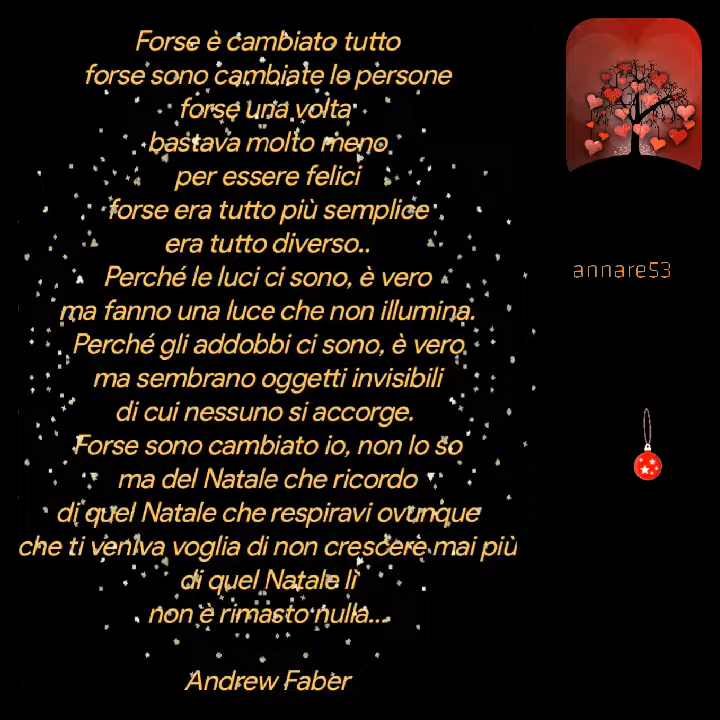 Forse è cambiato tutto
forse sono cambiate le persone
forse una volta
bastava molto meno
per essere felici
forse era tutto più semplice
era tutto diverso..
Perché le luci ci sono, è vero
ma fanno una luce che non illumina.
Perché gli addobbi ci sono, è vero
ma sembrano oggetti invisibili
di cui nessuno si accorge.
Forse sono cambiato io, non lo so
ma del Natale che ricordo
di quel Natale che respiravi ovunque
che ti veniva voglia di non crescere mai più
di quel Natale lì
non è rimasto nulla...
Andrew Faber
annare53